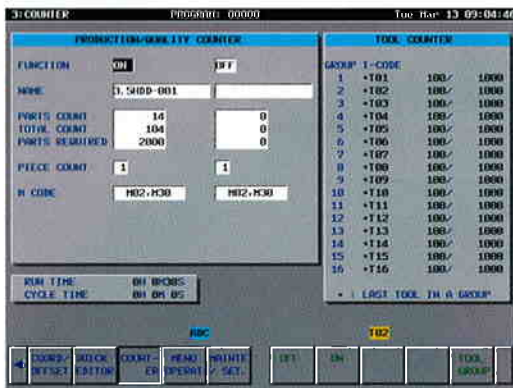 3:COUNTER PROGRAM: O0000 Tue Mar 13 09:04:46
PRODUCTION/QUALITY COUNTER
FUNCTION ON OFF
NAME 3.5HDD-001
PARTS COUNT 14 0
TOTAL COUNT 104 0
PARTS REQUIRED 2000 0
PIECE COUNT 1 1
M CODE M02,M30 M02,M30
RUN TIME 0H 0M30S
CYCLE TIME 0H 0M 0S
TOOL COUNTER
GROUP T-CODE
1 *T01 100/ 1000
2 *T02 100/ 1000
3 *T03 100/ 1000
4 *T04 100/ 1000
5 *T05 100/ 1000
6 *T06 100/ 1000
7 *T07 100/ 1000
8 *T08 100/ 1000
9 *T09 100/ 1000
10 *T10 100/ 1000
11 *T11 100/ 1000
12 *T12 100/ 1000
13 *T13 100/ 1000
14 *T14 100/ 1000
15 *T15 100/ 1000
16 *T16 100/ 1000
* : LAST TOOL IN A GROUP
ABC T02
COORD/ QUICK COUNT- MENU MAINTE OFF ON TOOL
OFFSET EDITOR ER OPERAT / SET. GROUP